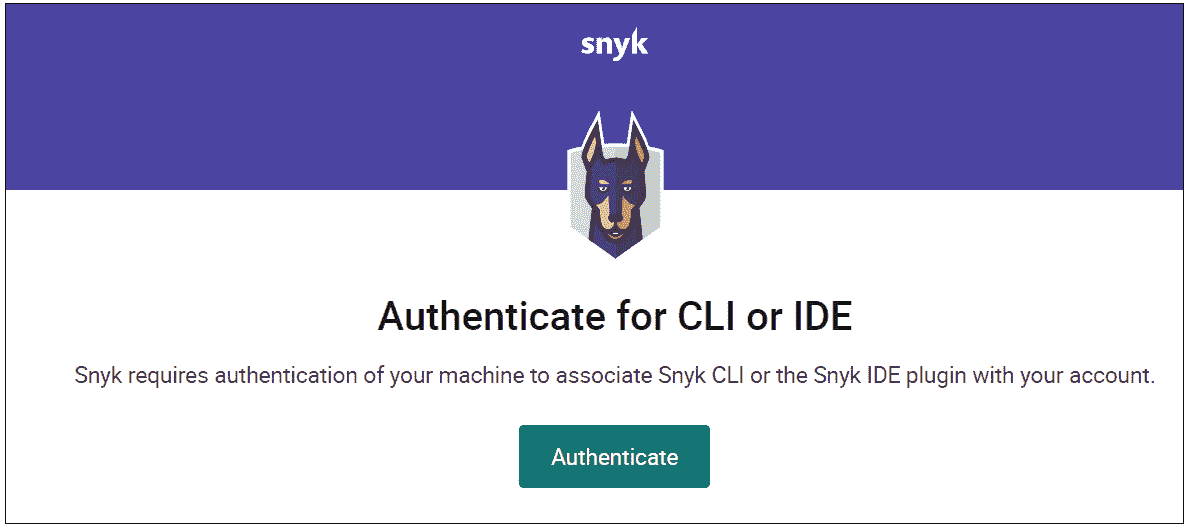 snyk
Authenticate for CLI or IDE
Snyk requires authentication of your machine to associate Snyk CLI or the Snyk IDE plugin with your account.
Authenticate